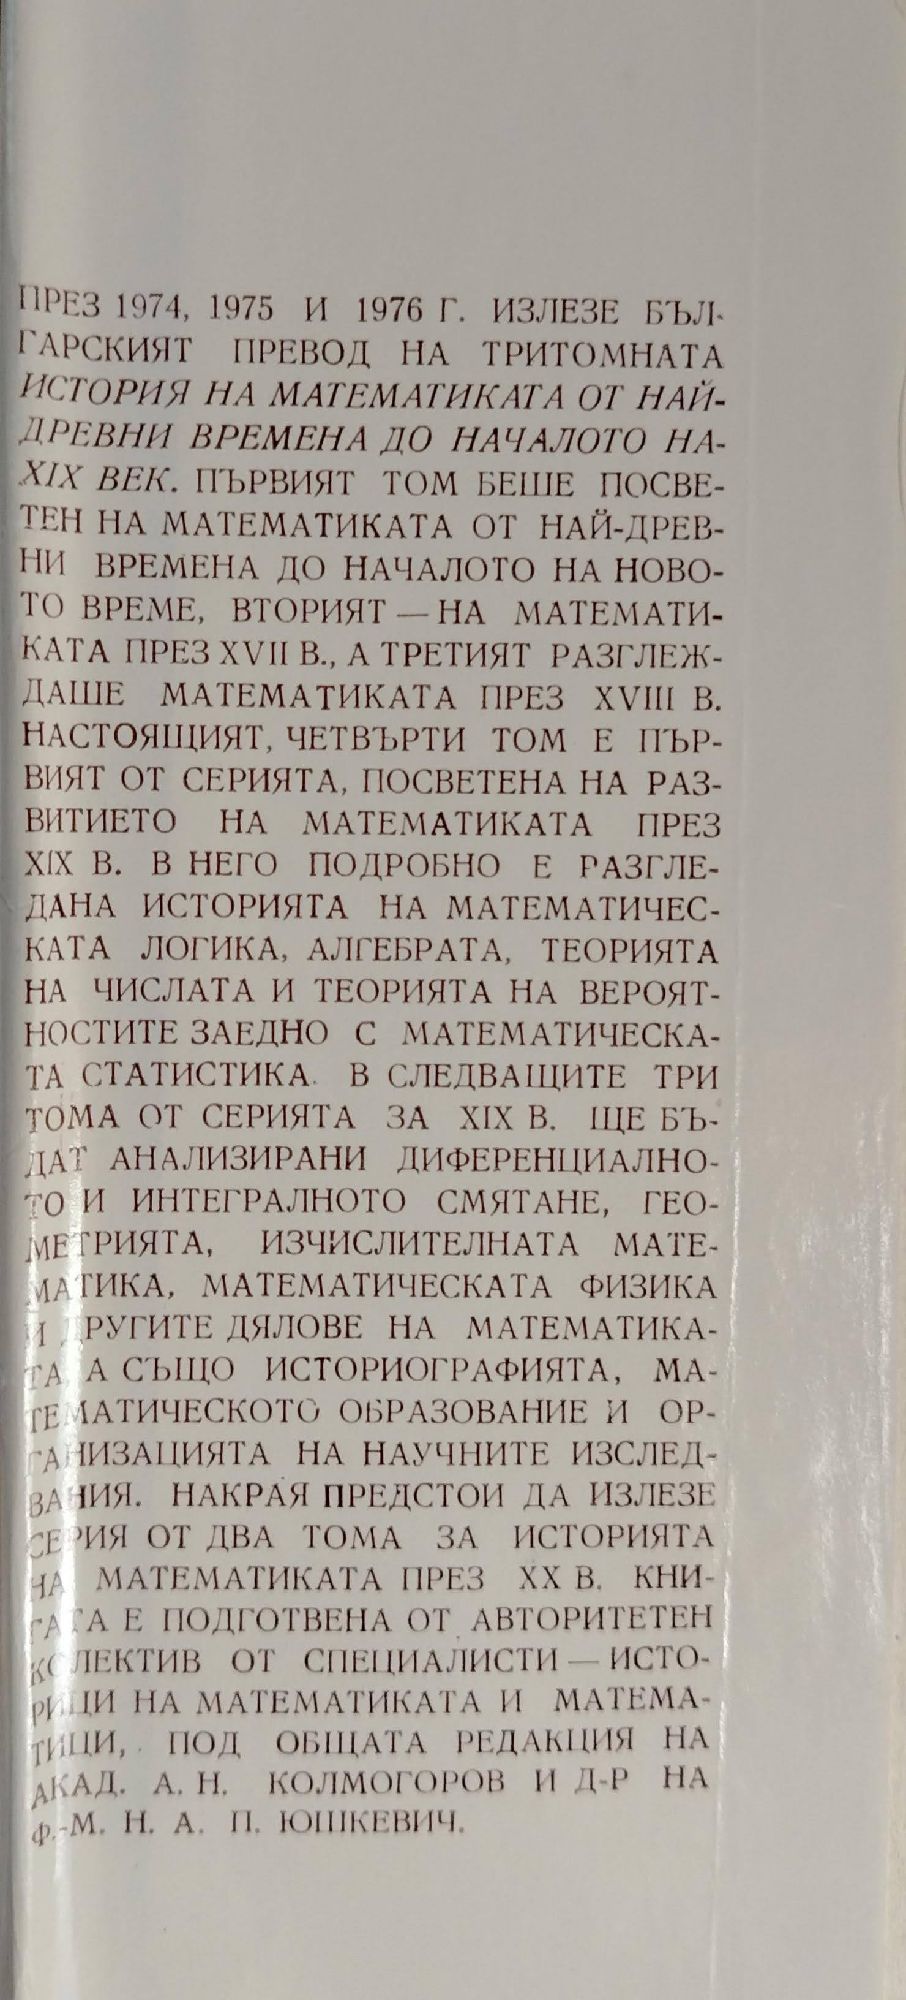 ПРЕЗ 1974, 1975 И 1976 Г. ИЗЛЕЗЕ БЪЛ-
ГАРСКИЯТ ПРЕВОД НА ТРИТОМНАТА
ИСТОРИЯ НА МАТЕМАТИКАТА ОТ НАЙ-
ДРЕВНИ ВРЕМЕНА ДО НАЧАЛОТО НА-
XIX ВЕК. ПЪРВИЯТ ТОМ БЕШЕ ПОСВЕ-
ТЕН НА МАТЕМАТИКАТА ОТ НАЙ-ДРЕВ-
НИ ВРЕМЕНА ДО НАЧАЛОТО НА НОВО-
ТО ВРЕМЕ, ВТОРИЯТ — НА МАТЕМАТИ-
КАТА ПРЕЗ XVII В., А ТРЕТИЯТ РАЗГЛЕЖ-
ДАШЕ МАТЕМАТИКАТА ПРЕЗ XVIII В.
НАСТОЯЩИЯТ, ЧЕТВЪРТИ ТОМ Е ПЪР-
ВИЯТ ОТ СЕРИЯТА, ПОСВЕТЕНА НА РАЗ-
ВИТИЕТО НА МАТЕМАТИКАТА ПРЕЗ
XIX В. В НЕГО ПОДРОБНО Е РАЗГЛЕ-
ДАНА ИСТОРИЯТА НА МАТЕМАТИЧЕС-
КАТА ЛОГИКА, АЛГЕБРАТА, ТЕОРИЯТА
НА ЧИСЛАТА И ТЕОРИЯТА НА ВЕРОЯТ-
НОСТИТЕ ЗАЕДНО С МАТЕМАТИЧЕСКА-
ТА СТАТИСТИКА. В СЛЕДВАЩИТЕ ТРИ
ТОМА ОТ СЕРИЯТА ЗА XIX В. ЩЕ БЪ-
ДАТ АНАЛИЗИРАНИ ДИФЕРЕНЦИАЛНО-
ТО И ИНТЕГРАЛНОТО СМЯТАНЕ, ГЕО-
МЕТРИЯТА, ИЗЧИСЛИТЕЛНАТА МАТЕ-
МАТИКА, МАТЕМАТИЧЕСКАТА ФИЗИКА
И ДРУГИТЕ ДЯЛОВЕ НА МАТЕМАТИКА-
ТА, А СЪЩО ИСТОРИОГРАФИЯТА, МА-
ТЕМАТИЧЕСКОТО ОБРАЗОВАНИЕ И ОР-
ГАНИЗАЦИЯТА НА НАУЧНИТЕ ИЗСЛЕД-
ВАНИЯ. НАКРАЯ ПРЕДСТОИ ДА ИЗЛЕЗЕ
СЕРИЯ ОТ ДВА ТОМА ЗА ИСТОРИЯТА
НА МАТЕМАТИКАТА ПРЕЗ XX В. КНИ-
ГАТА Е ПОДГОТВЕНА ОТ АВТОРИТЕТЕН
КОЛЕКТИВ ОТ СПЕЦИАЛИСТИ — ИСТО-
РИЦИ НА МАТЕМАТИКАТА И МАТЕМА-
ТИЦИ, ПОД ОБЩАТА РЕДАКЦИЯ НА
АКАД. А. Н. КОЛМОГОРОВ И Д-Р НА
Ф.-М. Н. А. П. ЮШКЕВИЧ.